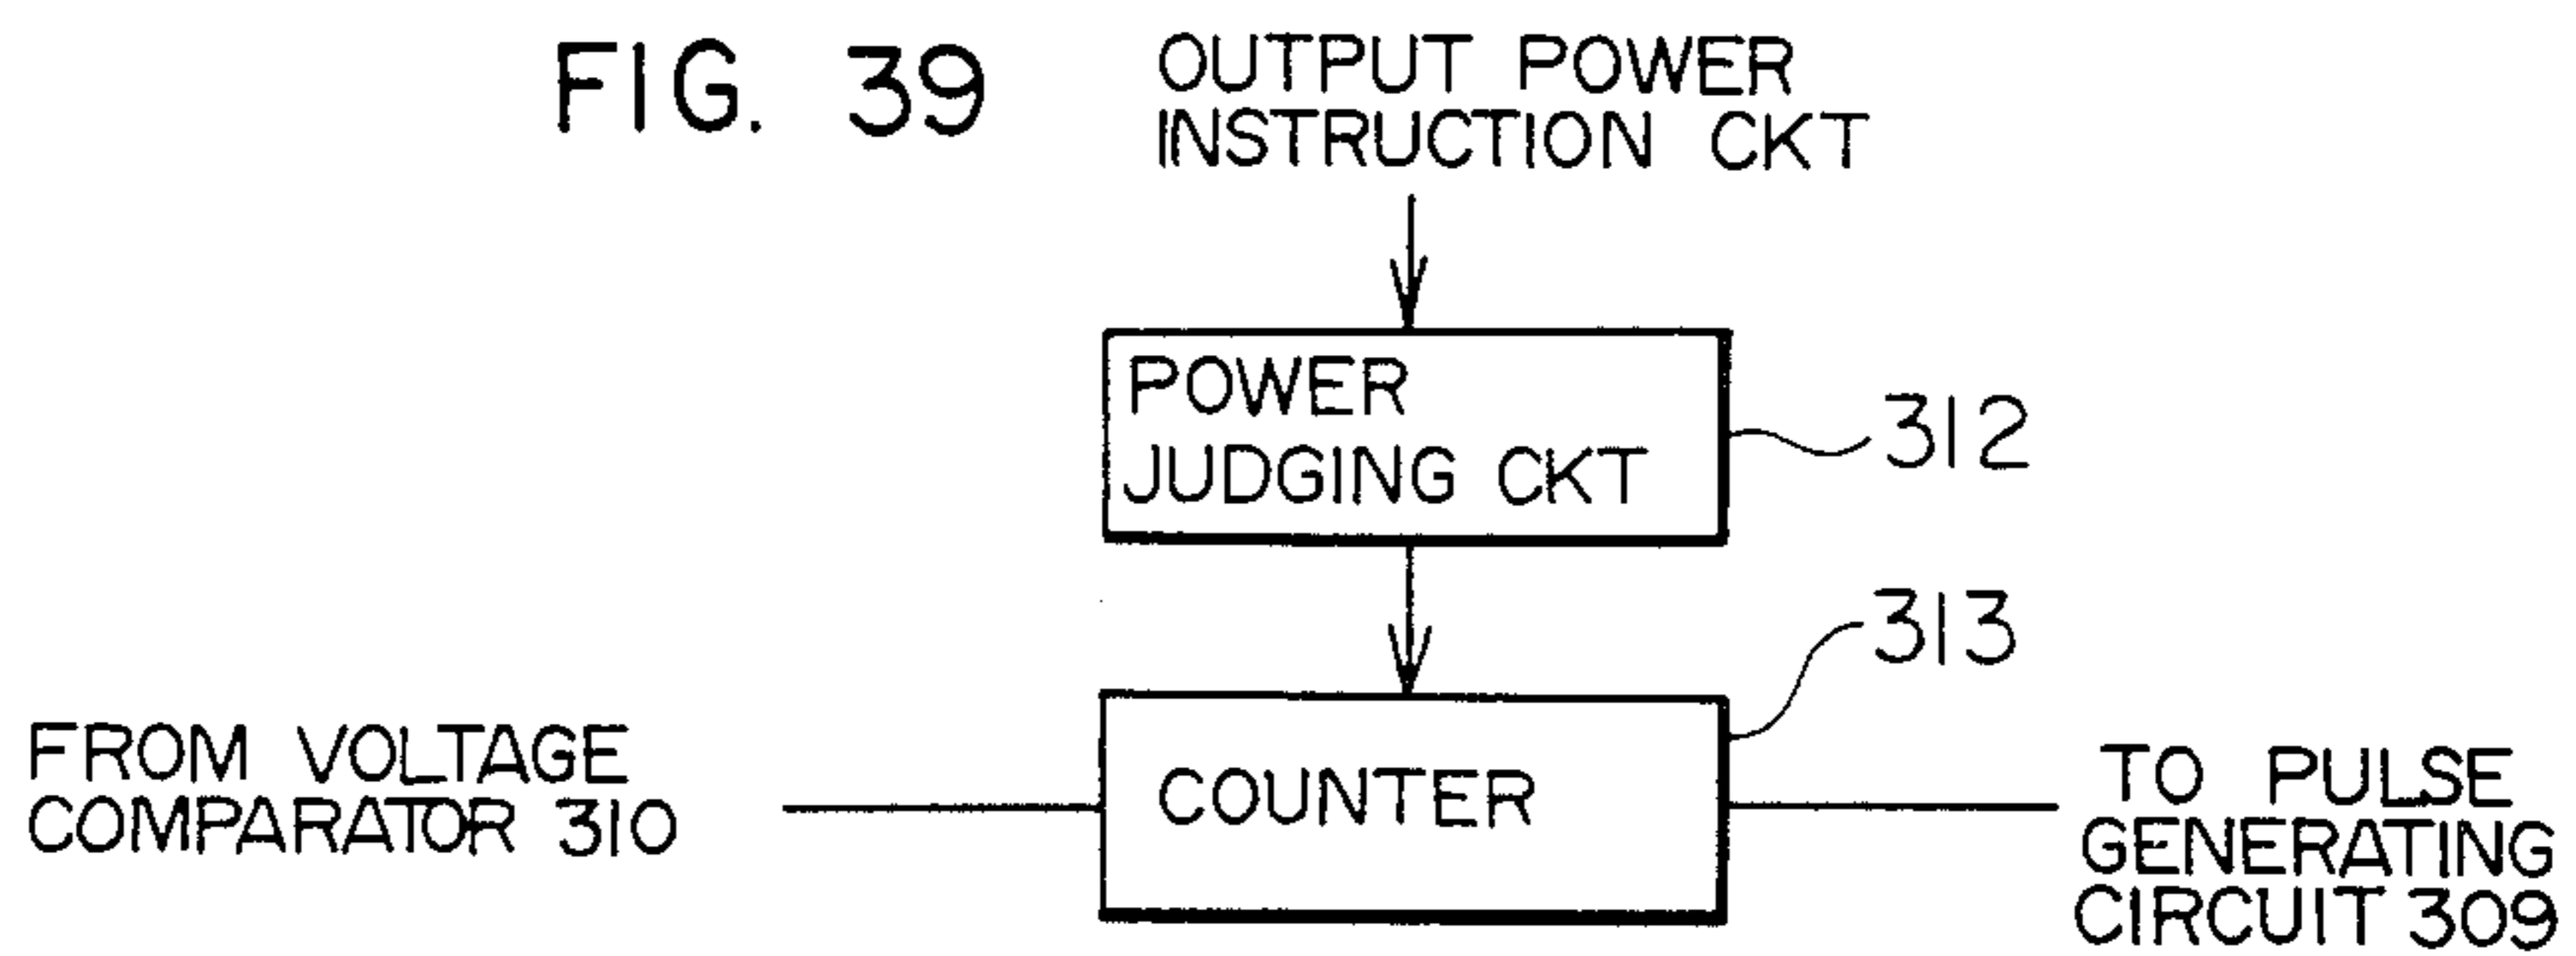 FIG. 39
OUTPUT POWER
INSTRUCTION CKT
POWER
JUDGING CKT
312
313
FROM VOLTAGE
COMPARATOR 310
COUNTER
TO PULSE
GENERATING
CIRCUIT 309